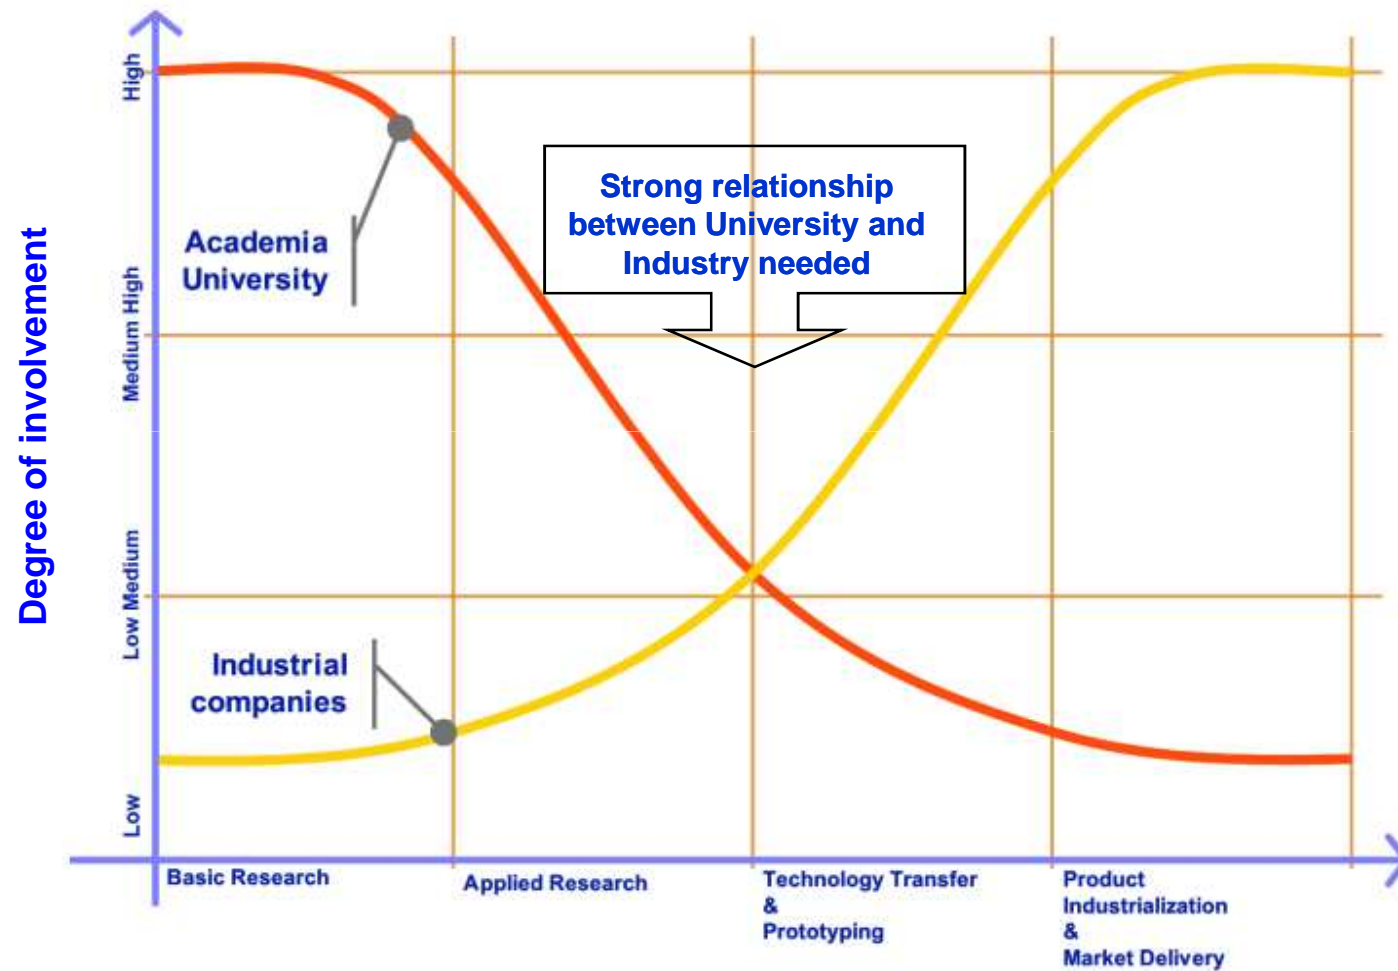 Degree of involvement
High
Medium High
Low Medium
Low
Academia
University
Strong relationship
between University and
Industry needed
Industrial
companies
Basic Research
Applied Research
Technology Transfer
&
Prototyping
Product
Industrialization
&
Market Delivery